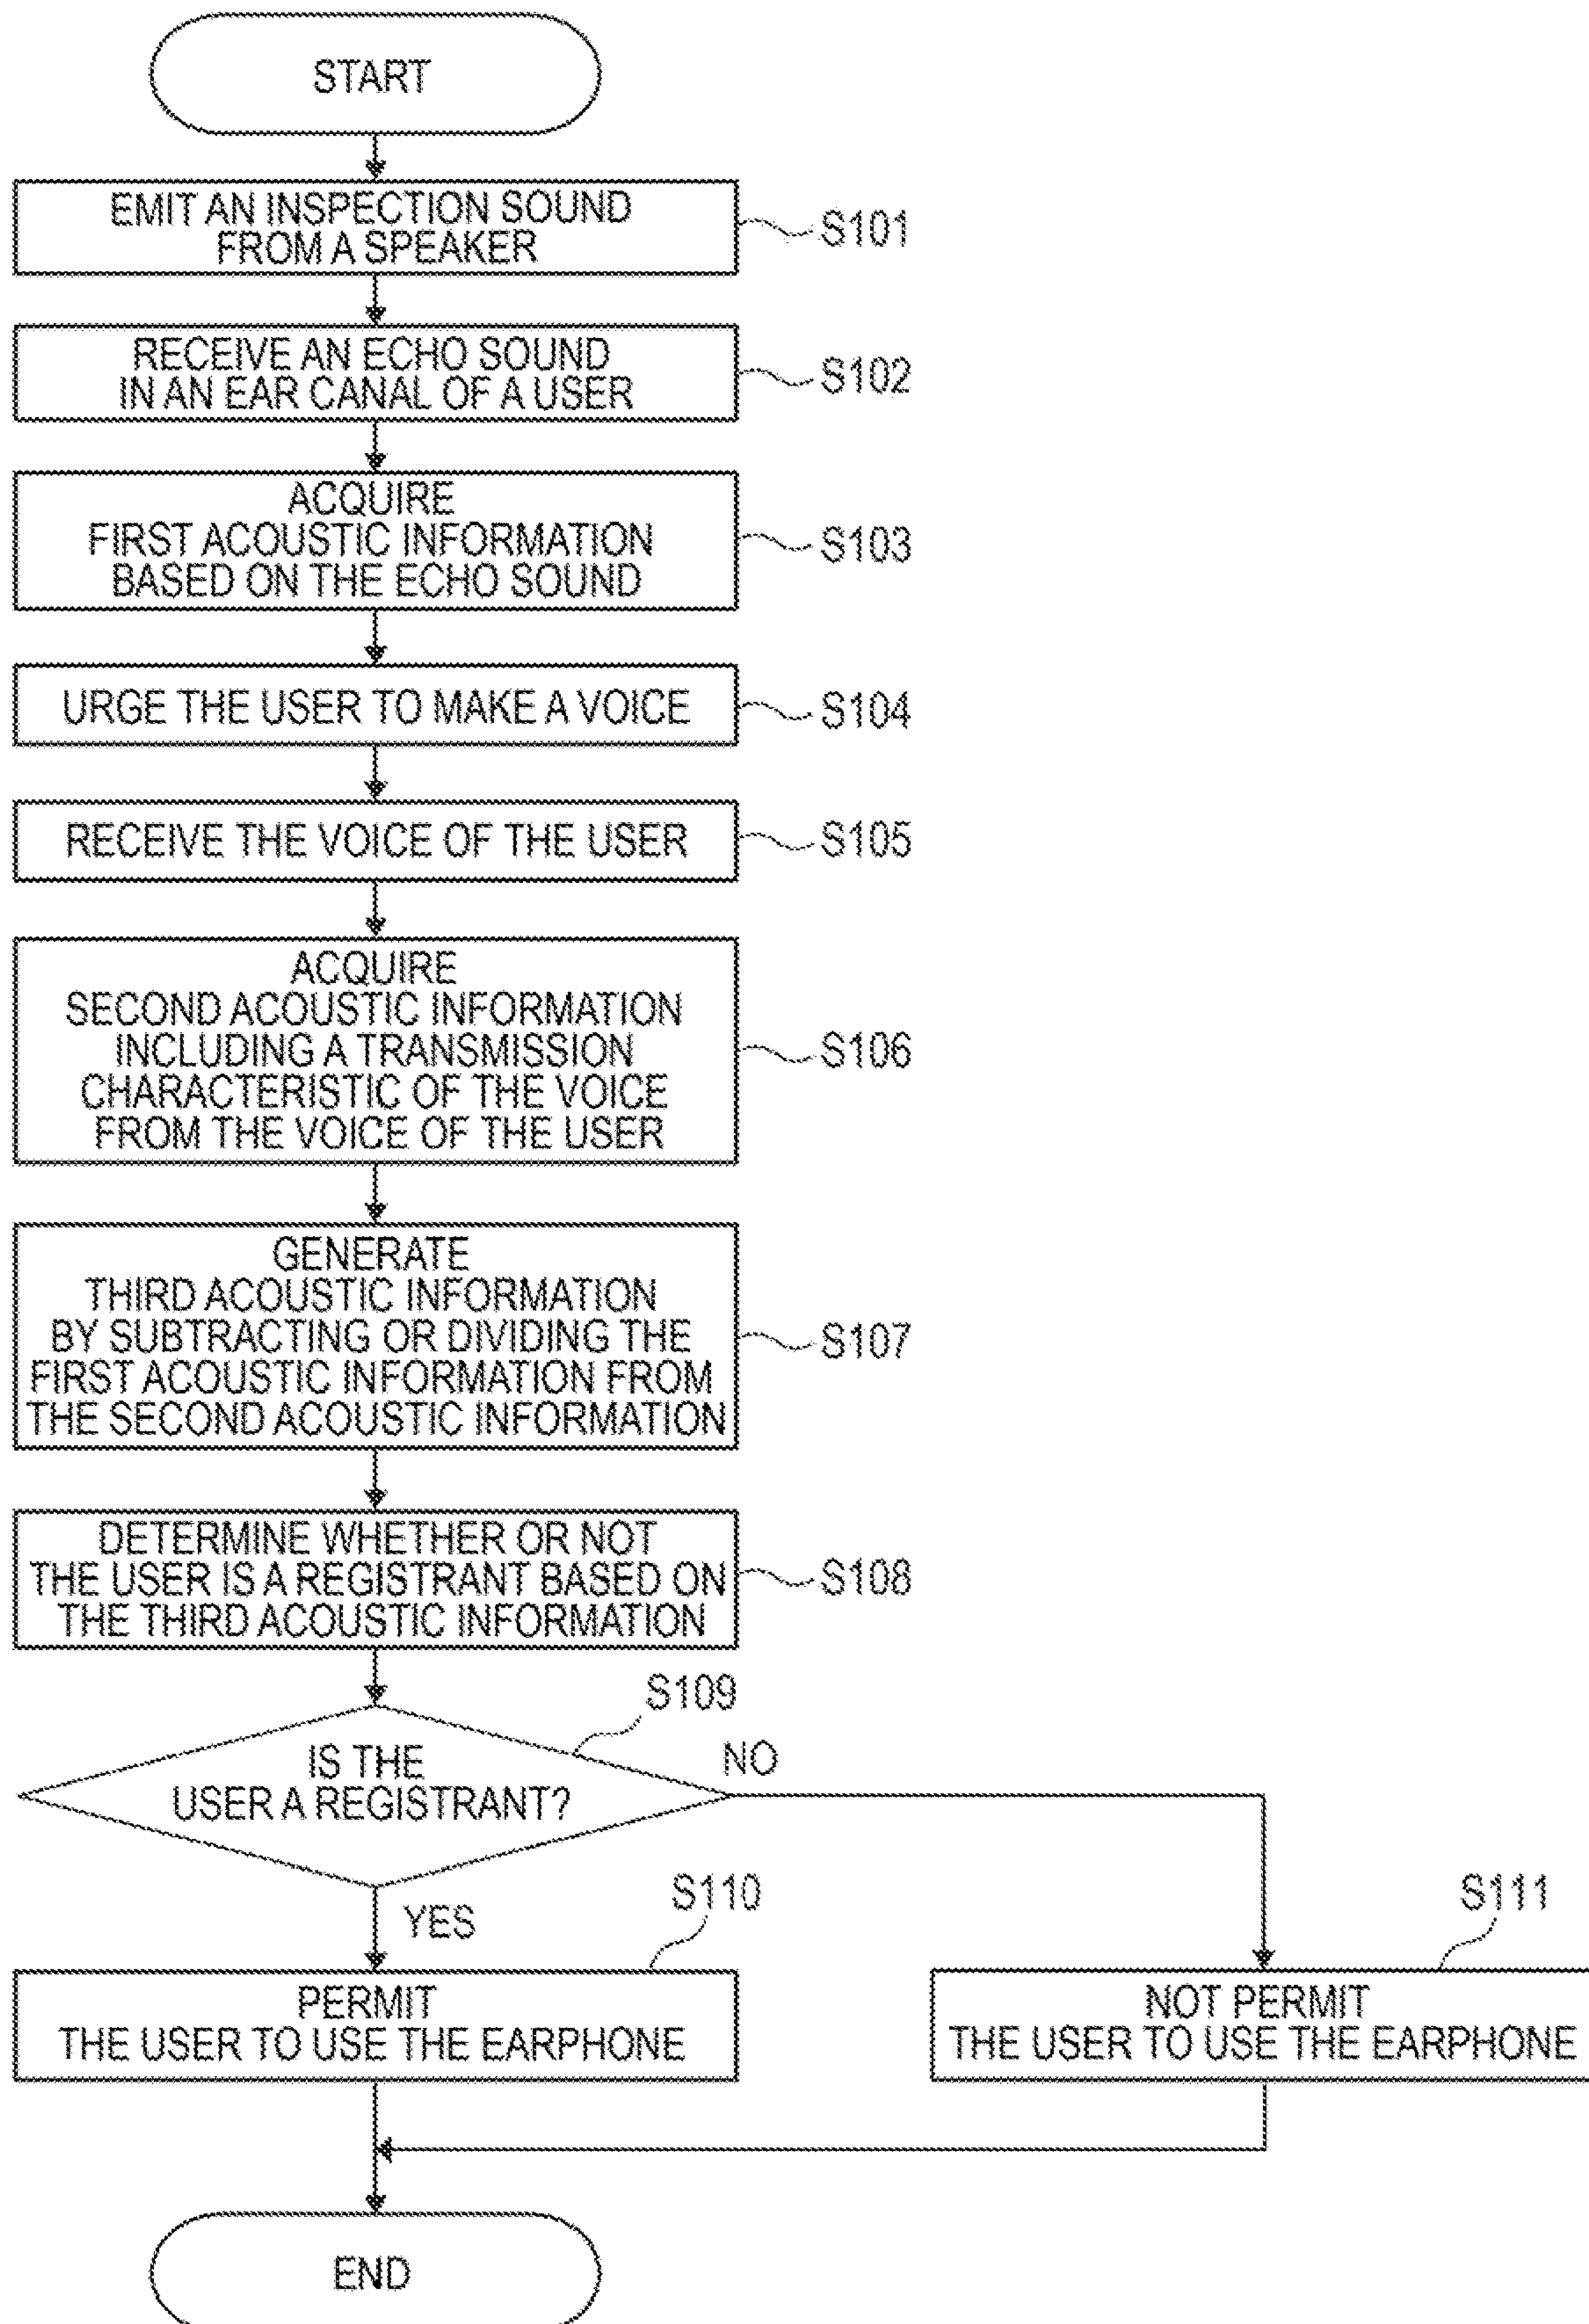 START
EMIT AN INSPECTION SOUND
FROM A SPEAKER
S101
RECEIVE AN ECHO SOUND
IN AN EAR CANAL OF A USER
S102
ACQUIRE
FIRST ACOUSTIC INFORMATION
BASED ON THE ECHO SOUND
S103
URGE THE USER TO MAKE A VOICE
S104
RECEIVE THE VOICE OF THE USER
S105
ACQUIRE
SECOND ACOUSTIC INFORMATION
INCLUDING A TRANSMISSION
CHARACTERISTIC OF THE VOICE
FROM THE VOICE OF THE USER
S106
GENERATE
THIRD ACOUSTIC INFORMATION
BY SUBTRACTING OR DIVIDING THE
FIRST ACOUSTIC INFORMATION FROM
THE SECOND ACOUSTIC INFORMATION
S107
DETERMINE WHETHER OR NOT
THE USER IS A REGISTRANT BASED ON
THE THIRD ACOUSTIC INFORMATION
S108
S109
IS THE
USER A REGISTRANT?
NO
YES
S110
PERMIT
THE USER TO USE THE EARPHONE
S111
NOT PERMIT
THE USER TO USE THE EARPHONE
END